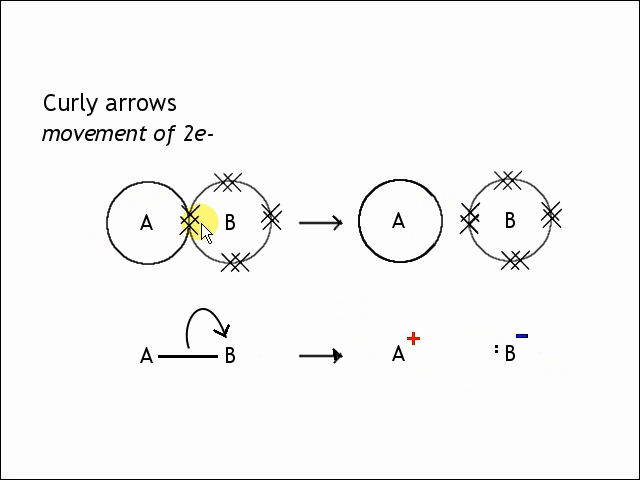 Curly arrows
movement of 2e-
A B A B
A B A+ :B−